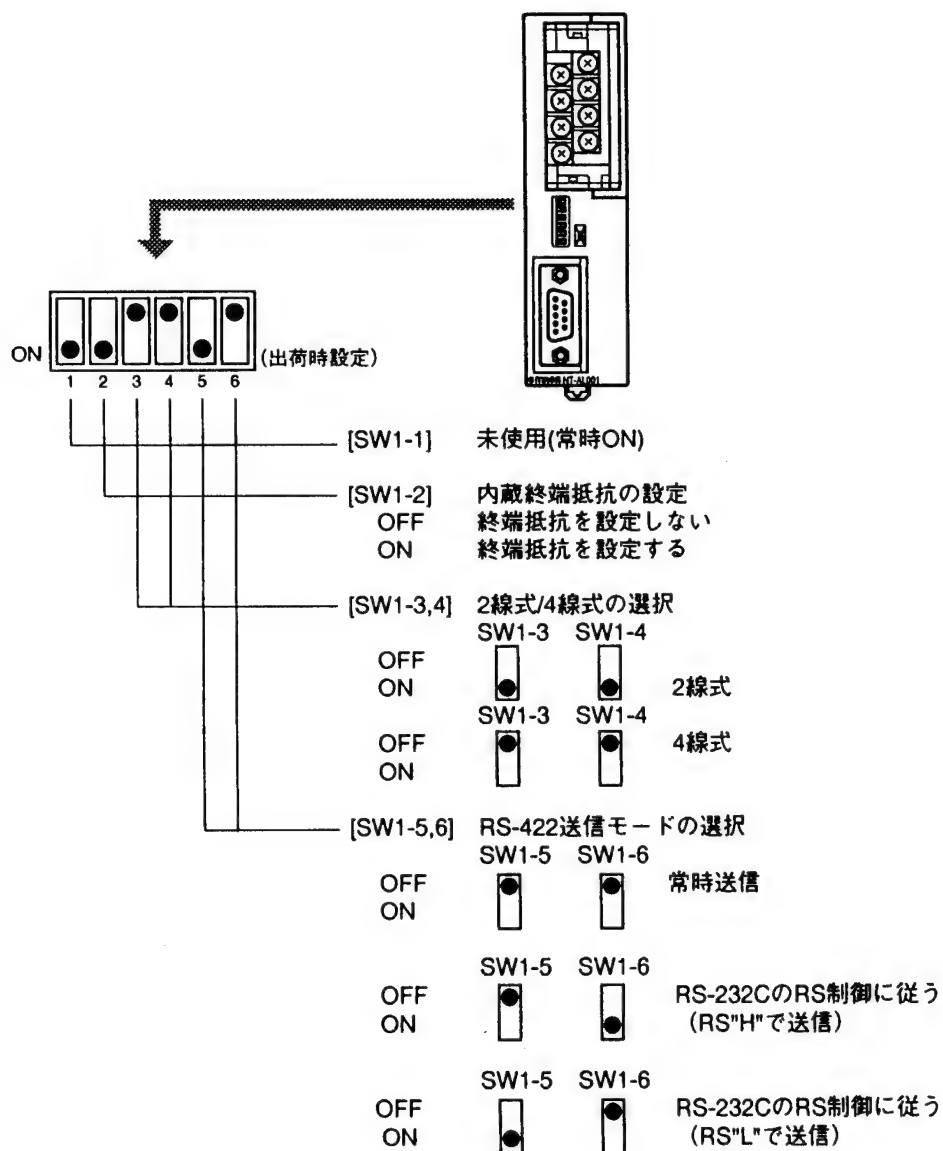 OMRON NT-AL001
ON (出荷時設定)
1 2 3 4 5 6
[SW1-1] 未使用(常時ON)
[SW1-2] 内蔵終端抵抗の設定
OFF 終端抵抗を設定しない
ON 終端抵抗を設定する
[SW1-3,4] 2線式/4線式の選択
SW1-3 SW1-4
OFF
ON 2線式
SW1-3 SW1-4
OFF 4線式
ON
[SW1-5,6] RS-422送信モードの選択
SW1-5 SW1-6
OFF 常時送信
ON
SW1-5 SW1-6
OFF RS-232CのRS制御に従う
ON (RS"H"で送信)
SW1-5 SW1-6
OFF RS-232CのRS制御に従う
ON (RS"L"で送信)